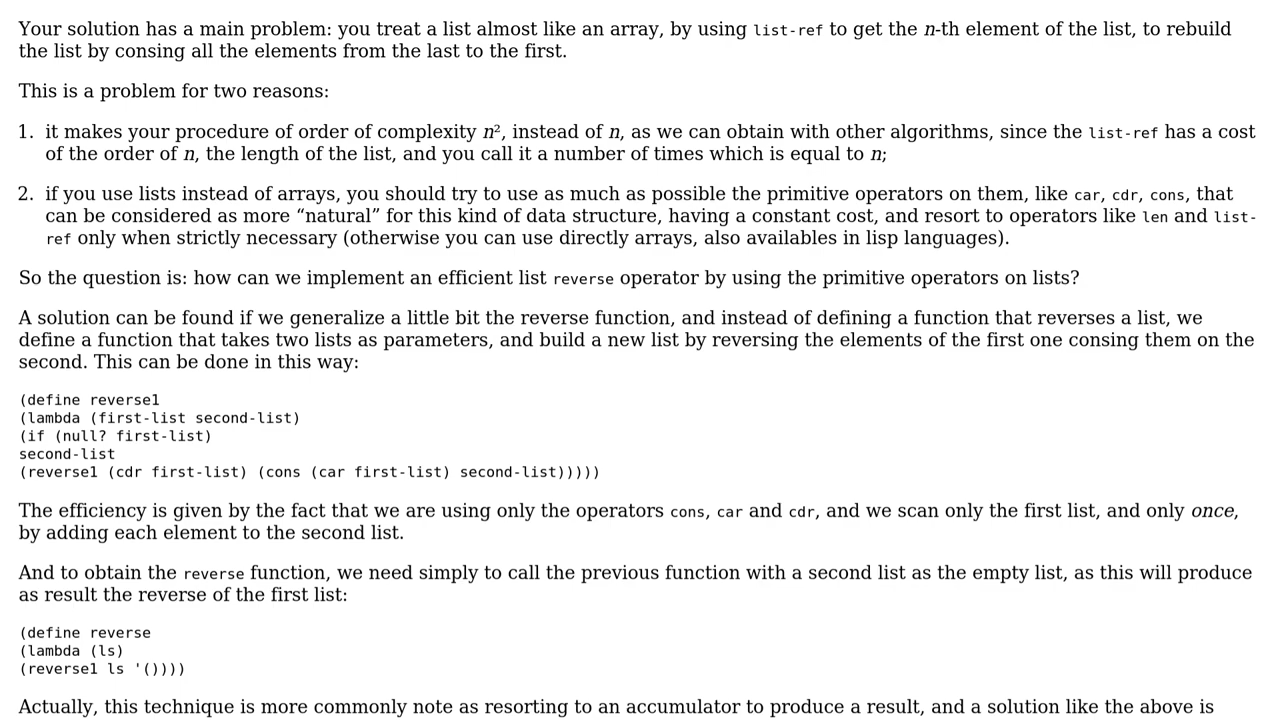 Your solution has a main problem: you treat a list almost like an array, by using list-ref to get the n-th element of the list, to rebuild
the list by consing all the elements from the last to the first.
This is a problem for two reasons:
1. it makes your procedure of order of complexity n², instead of n, as we can obtain with other algorithms, since the list-ref has a cost
of the order of n, the length of the list, and you call it a number of times which is equal to n;
2. if you use lists instead of arrays, you should try to use as much as possible the primitive operators on them, like car, cdr, cons, that
can be considered as more “natural” for this kind of data structure, having a constant cost, and resort to operators like len and list-
ref only when strictly necessary (otherwise you can use directly arrays, also availables in lisp languages).
So the question is: how can we implement an efficient list reverse operator by using the primitive operators on lists?
A solution can be found if we generalize a little bit the reverse function, and instead of defining a function that reverses a list, we
define a function that takes two lists as parameters, and build a new list by reversing the elements of the first one consing them on the
second. This can be done in this way:
(define reverse1
(lambda (first-list second-list)
(if (null? first-list)
second-list
(reverse1 (cdr first-list) (cons (car first-list) second-list)))))
The efficiency is given by the fact that we are using only the operators cons, car and cdr, and we scan only the first list, and only once,
by adding each element to the second list.
And to obtain the reverse function, we need simply to call the previous function with a second list as the empty list, as this will produce
as result the reverse of the first list:
(define reverse
(lambda (ls)
(reverse1 ls '())))
Actually, this technique is more commonly note as resorting to an accumulator to produce a result, and a solution like the above is